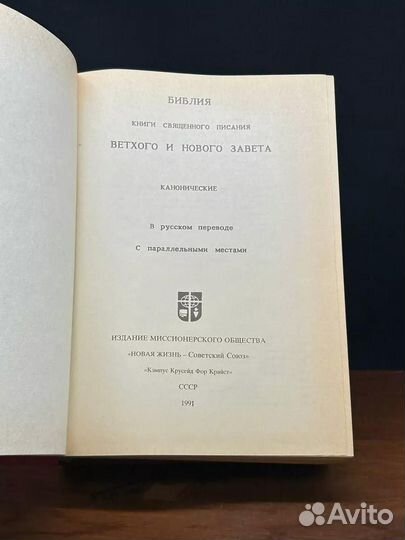 БИБЛИЯ
КНИГИ СВЯЩЕННОГО ПИСАНИЯ
ВЕТХОГО И НОВОГО ЗАВЕТА
КАНОНИЧЕСКИЕ
В русском переводе
С параллельными местами
ИЗДАНИЕ МИССИОНЕРСКОГО ОБЩЕСТВА
«НОВАЯ ЖИЗНЬ – Советский Союз»
«Кэмпус Крусейд Фор Крайст»
СССР
1991
Avito